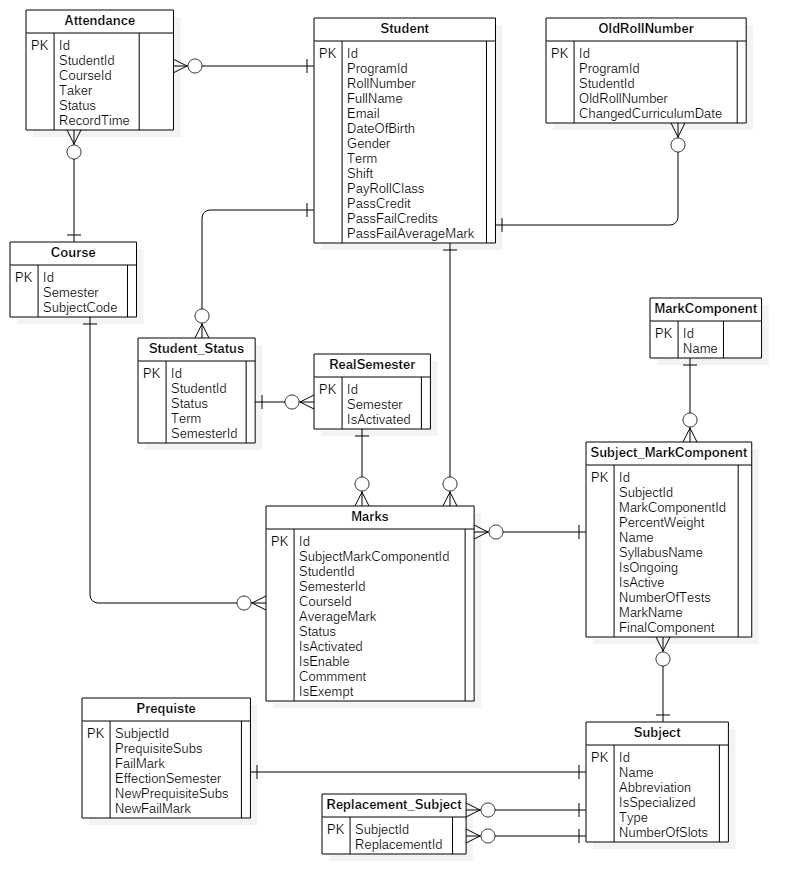 Attendance
PK
Id
StudentId
CourseId
Taker
Status
RecordTime
Student
PK
Id
ProgramId
RollNumber
FullName
Email
DateOfBirth
Gender
Term
Shift
PayRollClass
PassCredit
PassFailCredits
PassFailAverageMark
OldRollNumber
PK
Id
ProgramId
StudentId
OldRollNumber
ChangedCurriculumDate
Course
PK
Id
Semester
SubjectCode
Student_Status
PK
Id
StudentId
Status
Term
SemesterId
RealSemester
PK
Id
Semester
IsActivated
MarkComponent
PK
Id
Name
Subject_MarkComponent
PK
Id
SubjectId
MarkComponentId
PercentWeight
Name
SyllabusName
IsOngoing
IsActive
NumberOfTests
MarkName
FinalComponent
Marks
PK
Id
SubjectMarkComponentId
StudentId
SemesterId
CourseId
AverageMark
Status
IsActivated
IsEnable
Commment
IsExempt
Prequiste
PK
SubjectId
PrequisiteSubs
FailMark
EffectionSemester
NewPrequisiteSubs
NewFailMark
Subject
PK
Id
Name
Abbreviation
IsSpecialized
Type
NumberOfSlots
Replacement_Subject
PK
SubjectId
ReplacementId